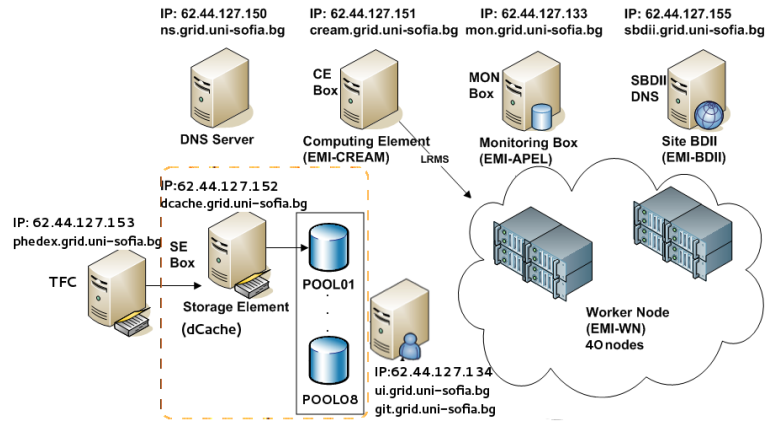 IP: 62.44.127.150
ns.grid.uni-sofia.bg
DNS Server
IP: 62.44.127.151
cream.grid.uni-sofia.bg
CE
Box
Computing Element
(EMI-CREAM)
IP: 62.44.127.133
mon.grid.uni-sofia.bg
MON
Box
Monitoring Box
(EMI-APEL)
IP: 62.44.127.155
sbdii.grid.uni-sofia.bg
SBDII
DNS
Site BDII
(EMI-BDII)
LRMS
IP:62.44.127.152
dcache.grid.uni-sofia.bg
IP: 62.44.127.153
phedex.grid.uni-sofia.bg
TFC
SE
Box
Storage Element
(dCache)
POOL01
POOLO8
IP:62.44.127.134
ui.grid.uni-sofia.bg
git.grid.uni-sofia.bg
Worker Node
(EMI-WN)
4O nodes